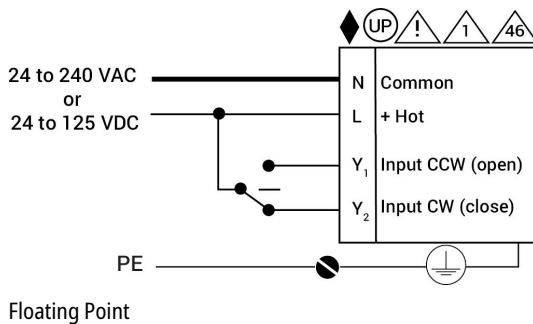 UP ! 1 46
24 to 240 VAC
or
24 to 125 VDC
N Common
L + Hot
Y1 Input CCW (open)
Y2 Input CW (close)
PE
Floating Point